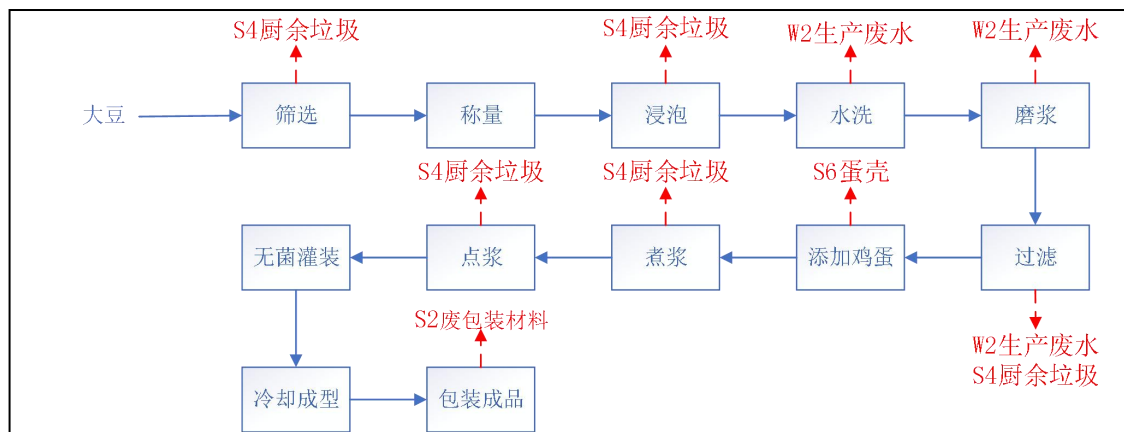 S4厨余垃圾
S4厨余垃圾
W2生产废水
W2生产废水
大豆
筛选
称量
浸泡
水洗
磨浆
S4厨余垃圾
S4厨余垃圾
S6蛋壳
无菌灌装
点浆
煮浆
添加鸡蛋
过滤
S2废包装材料
W2生产废水
S4厨余垃圾
冷却成型
包装成品